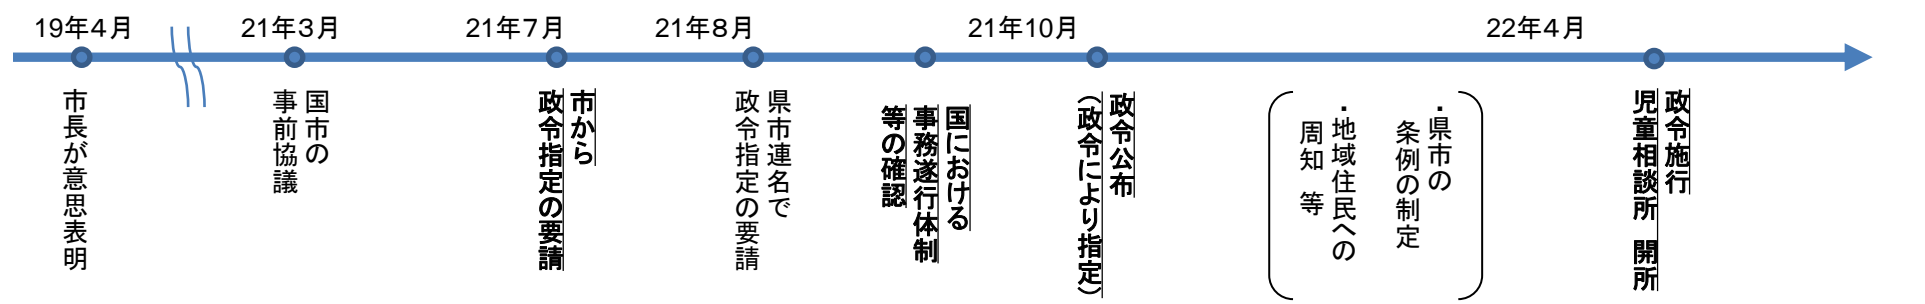 19年4月
市長が意思表明
21年3月
国市の
事前協議
21年7月
市から
政令指定の要請
21年8月
県市連名で
政令指定の要請
国における
事務遂行体制
等の確認
21年10月
政令公布
（政令により指定）
・県市の
条例の制定
・地域住民への
周知 等
22年4月
政令施行
児童相談所 開所